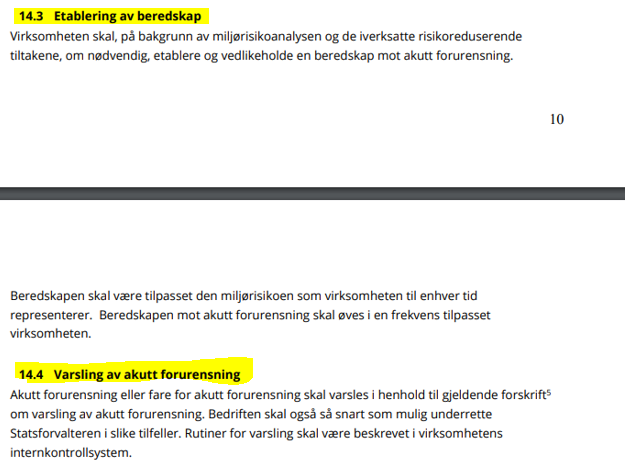 14.3 Etablering av beredskap
Virksomheten skal, på bakgrunn av miljørisikoanalysen og de iverksatte risikoreduserende
tiltakene, om nødvendig, etablere og vedlikeholde en beredskap mot akutt forurensning.
10
Beredskapen skal være tilpasset den miljørisikoen som virksomheten til enhver tid
representerer. Beredskapen mot akutt forurensning skal øves i en frekvens tilpasset
virksomheten.
14.4 Varsling av akutt forurensning
Akutt forurensning eller fare for akutt forurensning skal varsles i henhold til gjeldende forskrift⁵
om varsling av akutt forurensning. Bedriften skal også så snart som mulig underrette
Statsforvalteren i slike tilfeller. Rutiner for varsling skal være beskrevet i virksomhetens
internkontrollsystem.